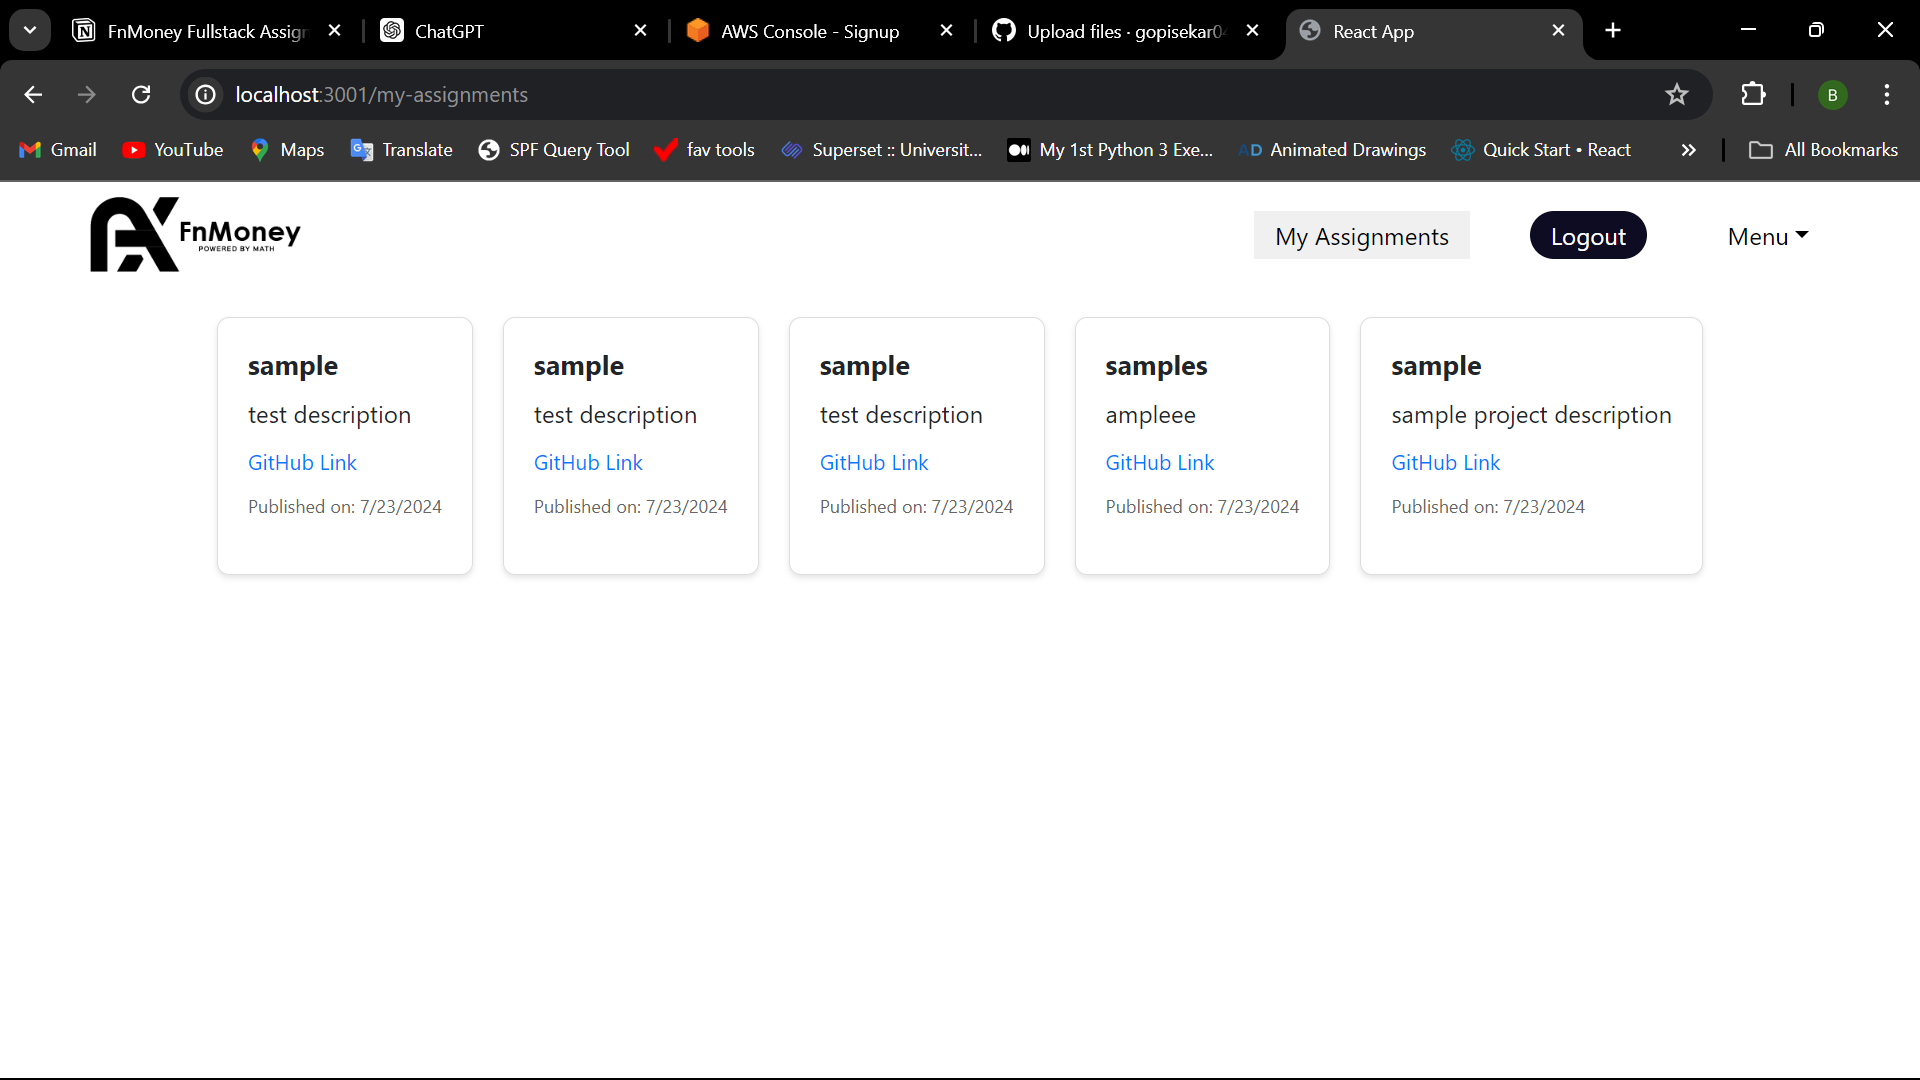 FnMoney Fullstack Assign
ChatGPT
AWS Console - Signup
Upload files · gopisekar04
React App
localhost:3001/my-assignments
B
Gmail
YouTube
Maps
Translate
SPF Query Tool
fav tools
Superset :: Universit...
My 1st Python 3 Exe...
AD Animated Drawings
Quick Start • React
All Bookmarks
FnMoney
POWERED BY MATH
My Assignments
Logout
Menu
sample
test description
GitHub Link
Published on: 7/23/2024
sample
test description
GitHub Link
Published on: 7/23/2024
sample
test description
GitHub Link
Published on: 7/23/2024
samples
ampleee
GitHub Link
Published on: 7/23/2024
sample
sample project description
GitHub Link
Published on: 7/23/2024